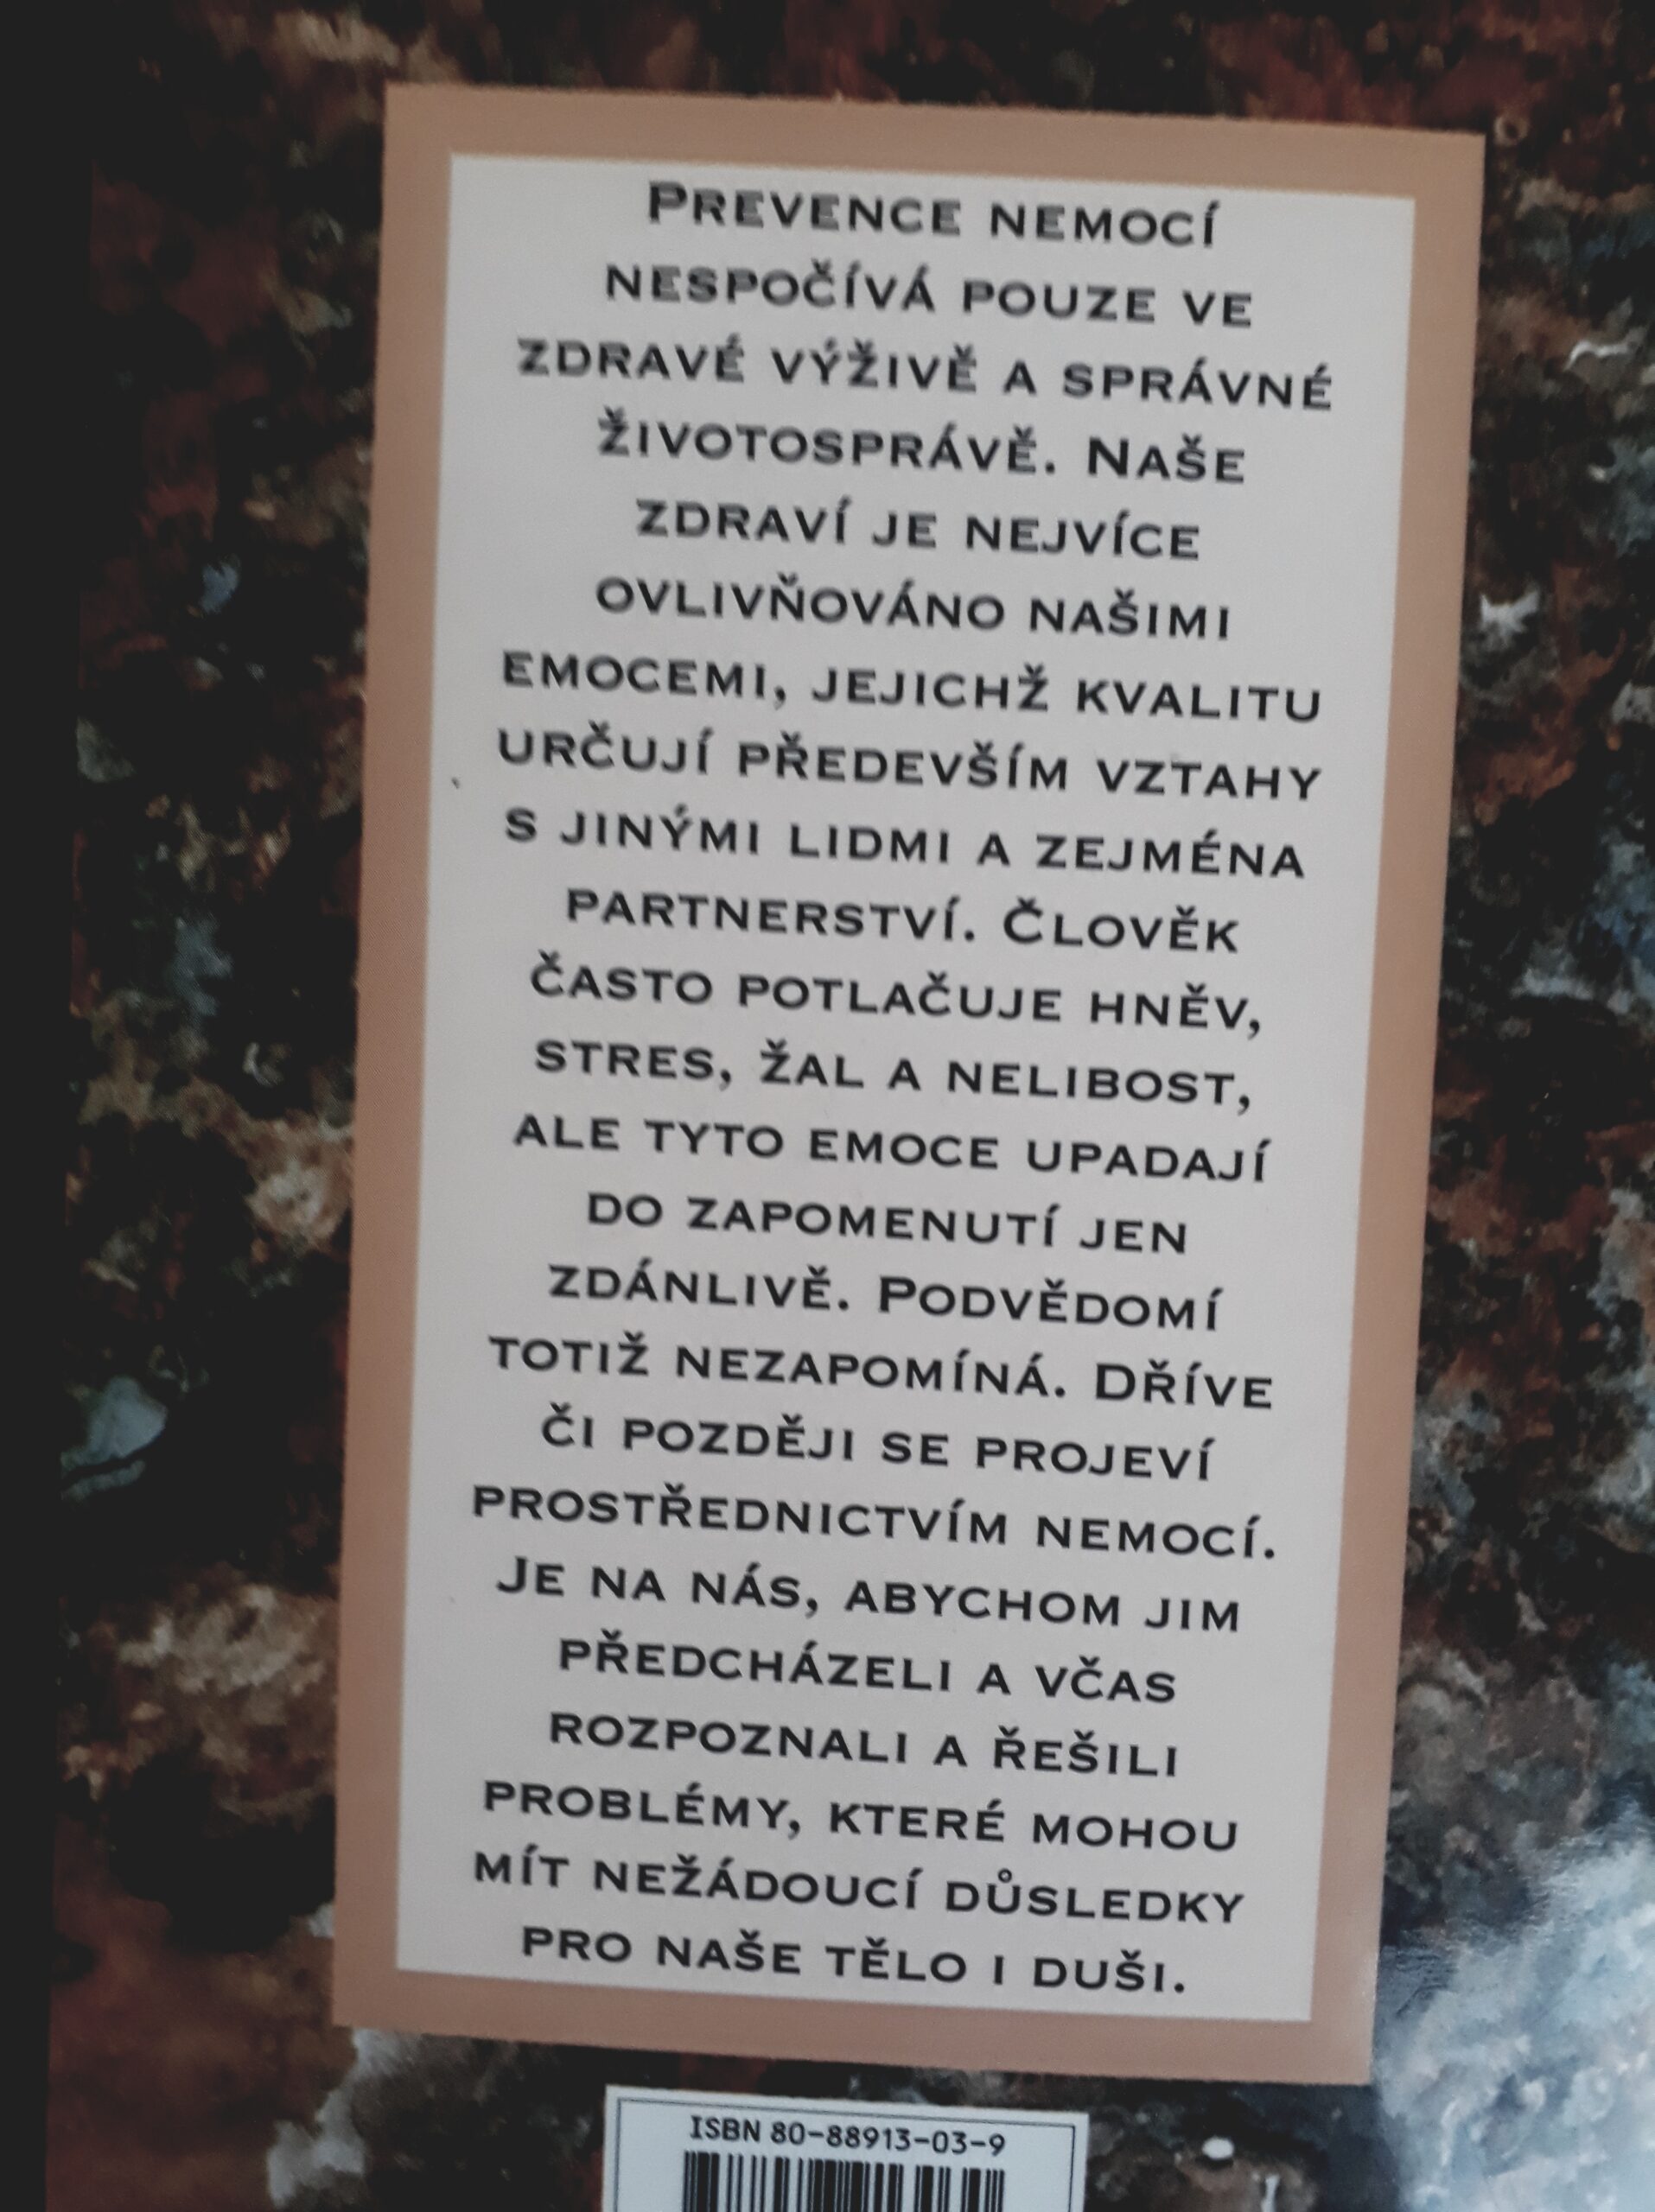 PREVENCE NEMOCÍ
NESPOČÍVÁ POUZE VE
ZDRAVÉ VÝŽIVĚ A SPRÁVNÉ
ŽIVOTOSPRÁVĚ. NAŠE
ZDRAVÍ JE NEJVÍCE
OVLIVŇOVÁNO NAŠIMI
EMOCEMI, JEJICHŽ KVALITU
URČUJÍ PŘEDEVŠÍM VZTAHY
S JINÝMI LIDMI A ZEJMÉNA
PARTNERSTVÍ. ČLOVĚK
ČASTO POTLAČUJE HNĚV,
STRES, ŽAL A NELIBOST,
ALE TYTO EMOCE UPADAJÍ
DO ZAPOMENUTÍ JEN
ZDÁNLIVĚ. PODVĚDOMÍ
TOTIŽ NEZAPOMÍNÁ. DŘÍVE
ČI POZDĚJI SE PROJEVÍ
PROSTŘEDNICTVÍM NEMOCÍ.
JE NA NÁS, ABYCHOM JIM
PŘEDCHÁZELI A VČAS
ROZPOZNALI A ŘEŠILI
PROBLÉMY, KTERÉ MOHOU
MÍT NEŽÁDOUCÍ DŮSLEDKY
PRO NAŠE TĚLO I DUŠI.
ISBN 80-88913-03-9